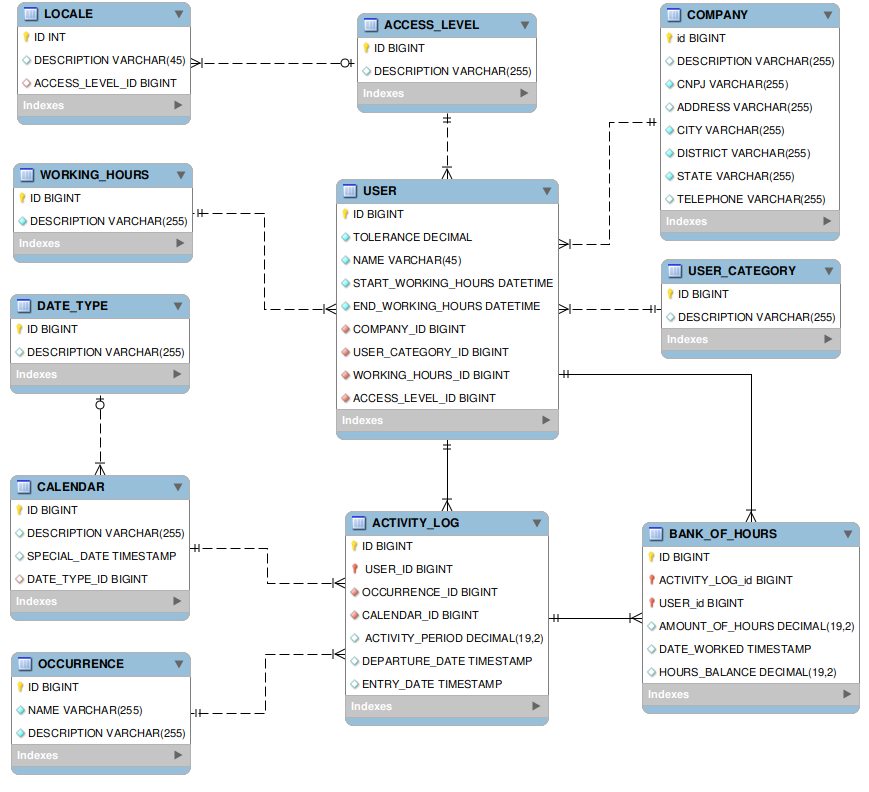 LOCALE
ID INT
DESCRIPTION VARCHAR(45)
ACCESS_LEVEL_ID BIGINT
Indexes
ACCESS_LEVEL
ID BIGINT
DESCRIPTION VARCHAR(255)
Indexes
COMPANY
id BIGINT
DESCRIPTION VARCHAR(255)
CNPJ VARCHAR(255)
ADDRESS VARCHAR(255)
CITY VARCHAR(255)
DISTRICT VARCHAR(255)
STATE VARCHAR(255)
TELEPHONE VARCHAR(255)
Indexes
WORKING_HOURS
ID BIGINT
DESCRIPTION VARCHAR(255)
Indexes
USER
ID BIGINT
TOLERANCE DECIMAL
NAME VARCHAR(45)
START_WORKING_HOURS DATETIME
END_WORKING_HOURS DATETIME
COMPANY_ID BIGINT
USER_CATEGORY_ID BIGINT
WORKING_HOURS_ID BIGINT
ACCESS_LEVEL_ID BIGINT
Indexes
USER_CATEGORY
ID BIGINT
DESCRIPTION VARCHAR(255)
Indexes
DATE_TYPE
ID BIGINT
DESCRIPTION VARCHAR(255)
Indexes
CALENDAR
ID BIGINT
DESCRIPTION VARCHAR(255)
SPECIAL_DATE TIMESTAMP
DATE_TYPE_ID BIGINT
Indexes
ACTIVITY_LOG
ID BIGINT
USER_ID BIGINT
OCCURRENCE_ID BIGINT
CALENDAR_ID BIGINT
ACTIVITY_PERIOD DECIMAL(19,2)
DEPARTURE_DATE TIMESTAMP
ENTRY_DATE TIMESTAMP
Indexes
BANK_OF_HOURS
ID BIGINT
ACTIVITY_LOG_id BIGINT
USER_id BIGINT
AMOUNT_OF_HOURS DECIMAL(19,2)
DATE_WORKED TIMESTAMP
HOURS_BALANCE DECIMAL(19,2)
Indexes
OCCURRENCE
ID BIGINT
NAME VARCHAR(255)
DESCRIPTION VARCHAR(255)
Indexes